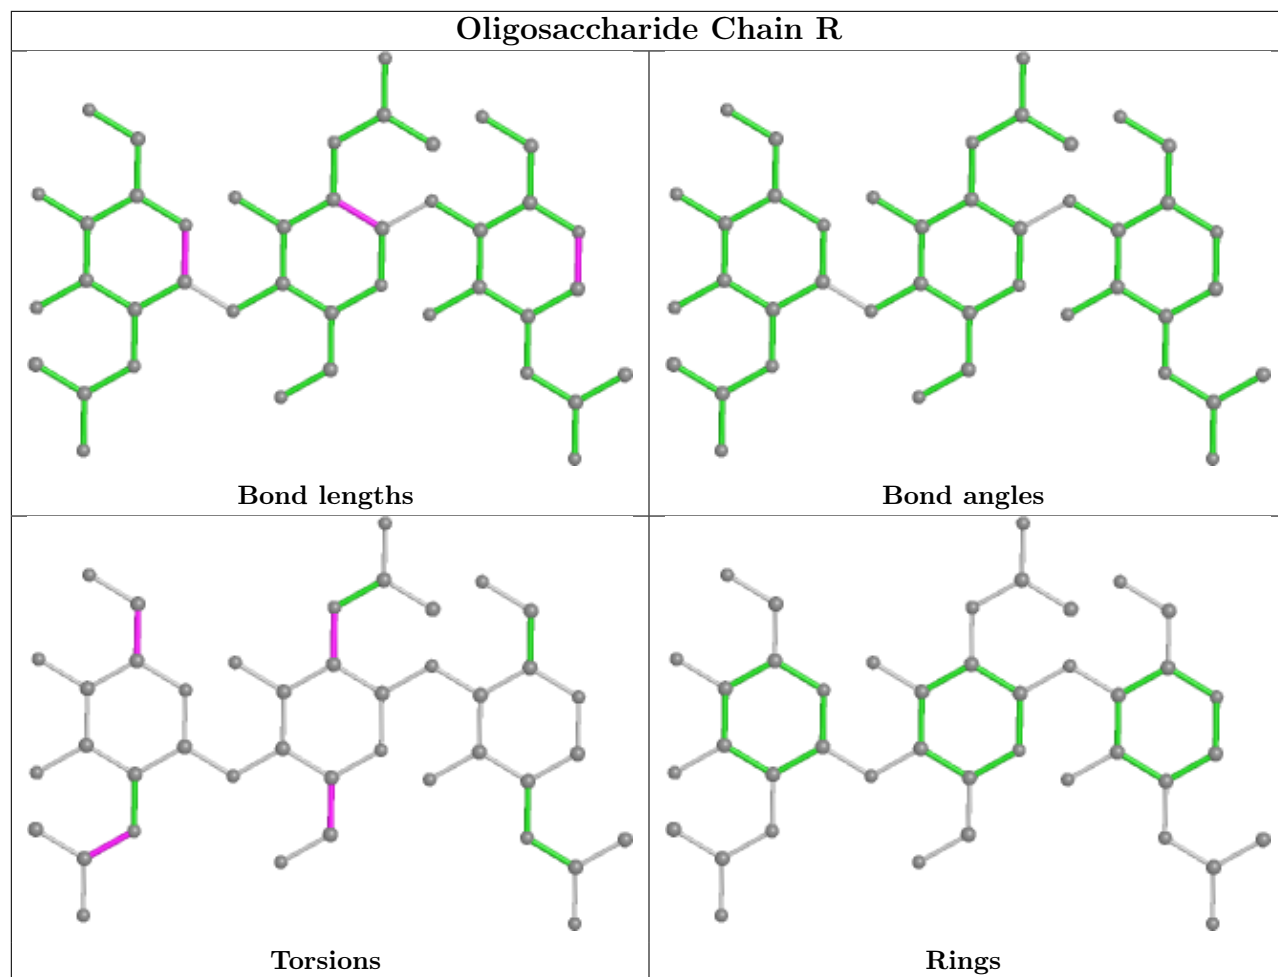 Oligosaccharide Chain R
Bond lengths
Bond angles
Torsions
Rings